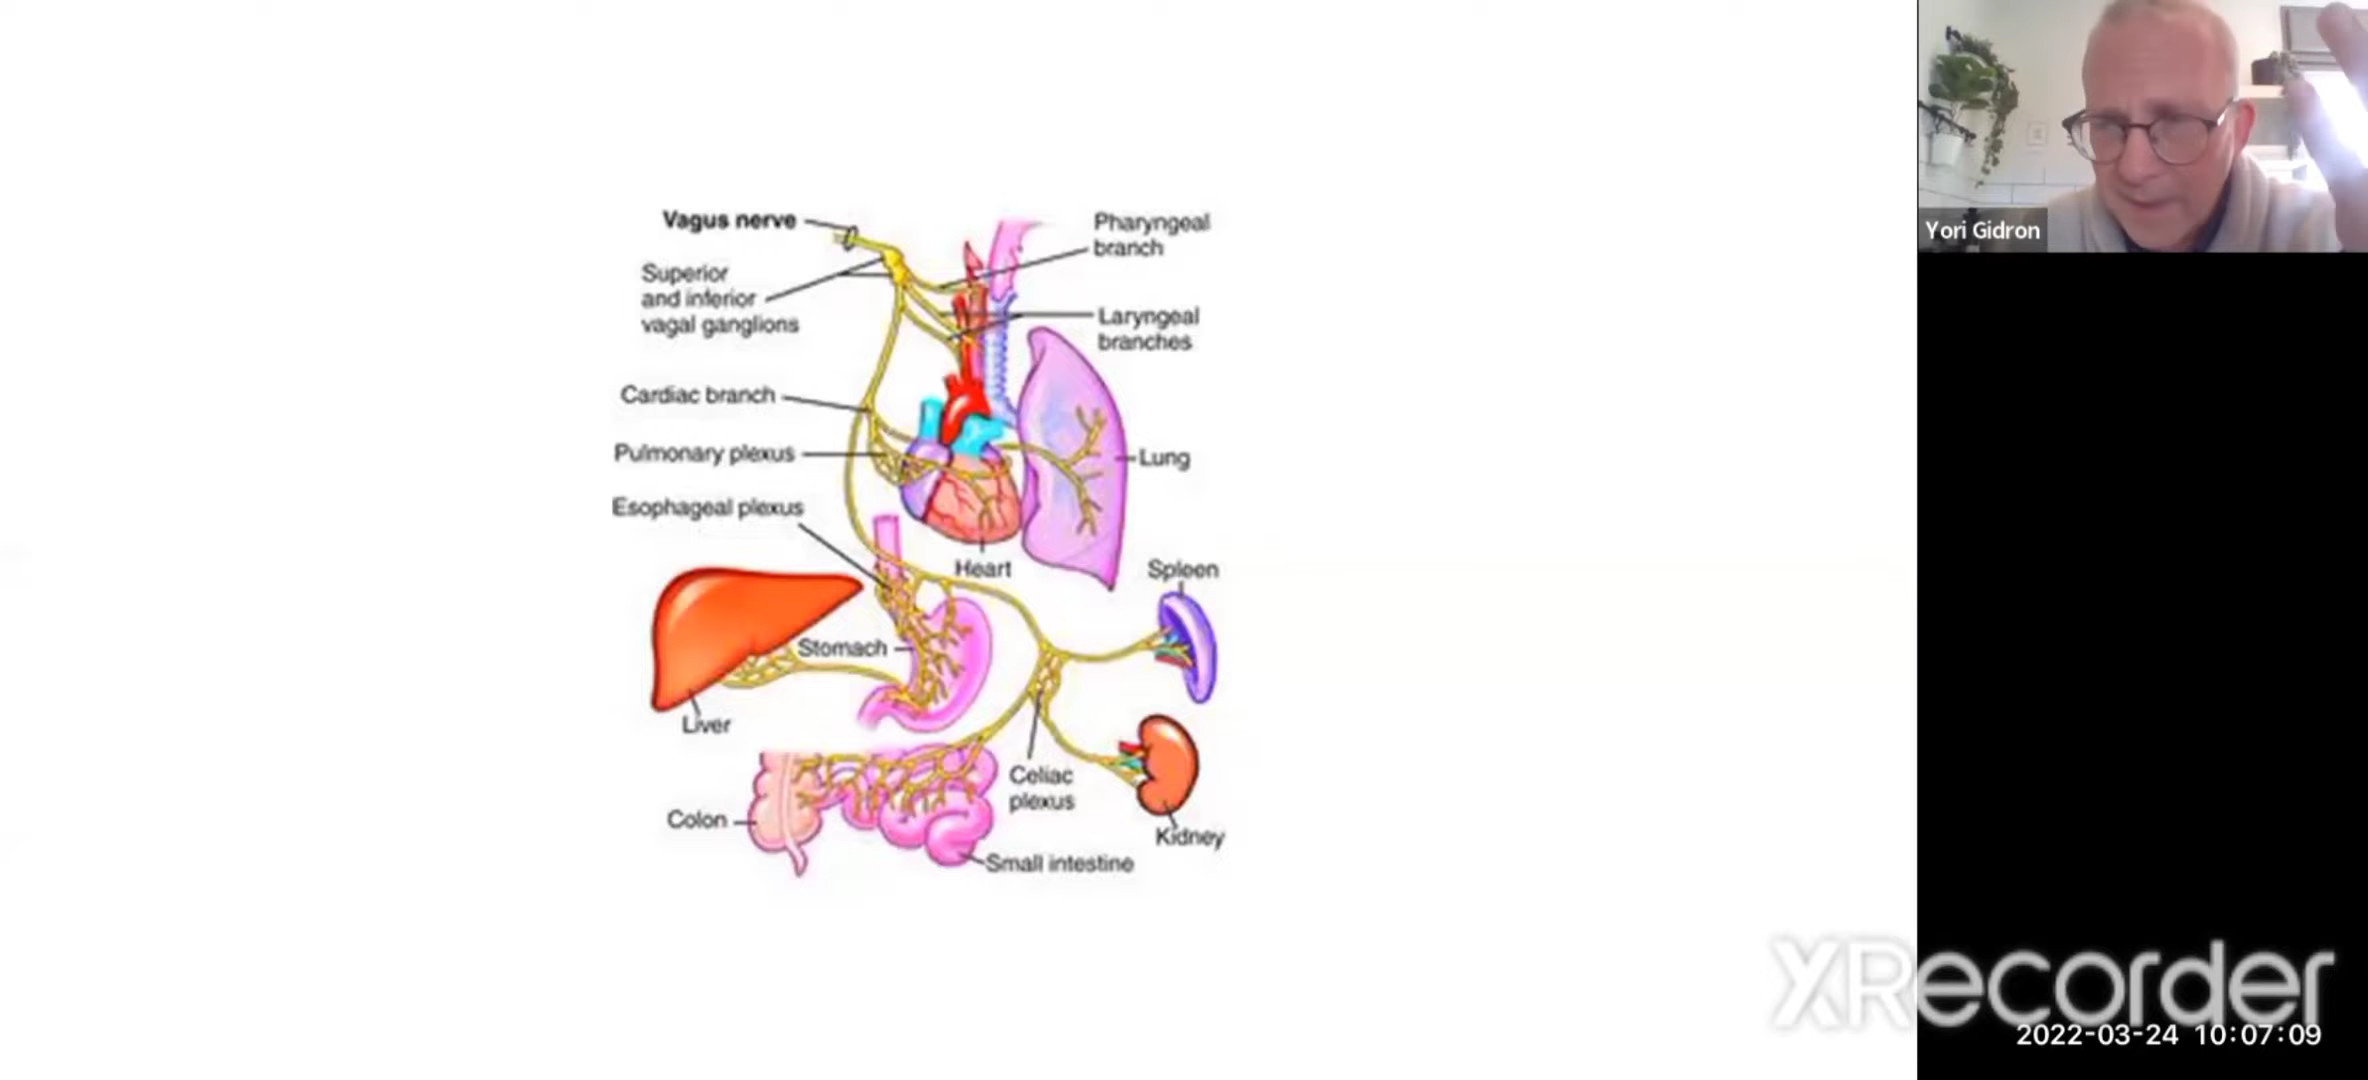 Vagus nerve
Superior
and inferior
vagal ganglions
Cardiac branch
Pulmonary plexus
Esophageal plexus
Pharyngeal
branch
Laryngeal
branches
Lung
Heart
Spleen
Stomach
Liver
Celiac
plexus
Colon
Kidney
Small intestine
Yori Gidron
XRecorder
2022-03-24 10:07:09